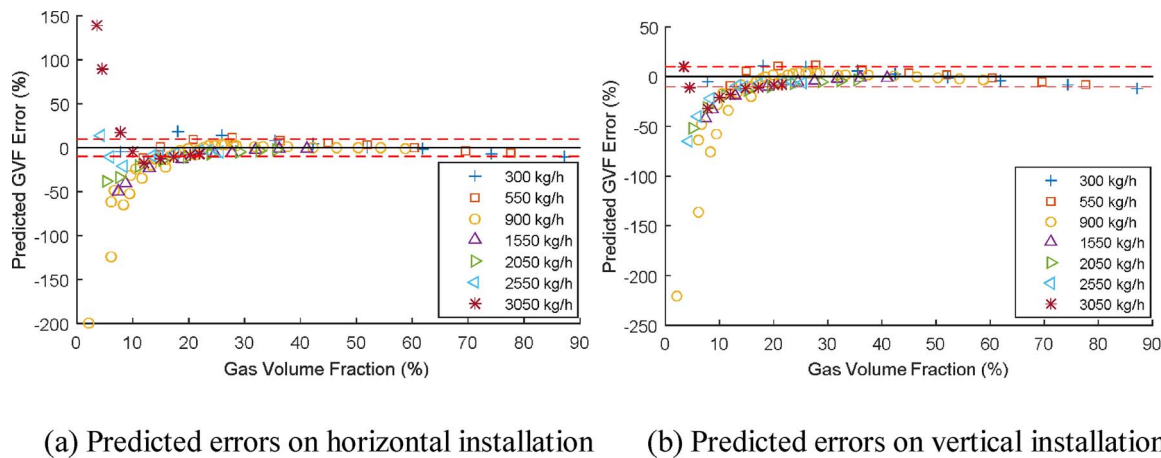 150
100
50
0
-50
-100
-150
-200
Predicted GVF Error (%)
0 10 20 30 40 50 60 70 80 90
Gas Volume Fraction (%)
300 kg/h
550 kg/h
900 kg/h
1550 kg/h
2050 kg/h
2550 kg/h
3050 kg/h
(a) Predicted errors on horizontal installation
50
0
-50
-100
-150
-200
-250
Predicted GVF Error (%)
0 10 20 30 40 50 60 70 80 90
Gas Volume Fraction (%)
300 kg/h
550 kg/h
900 kg/h
1550 kg/h
2050 kg/h
2550 kg/h
3050 kg/h
(b) Predicted errors on vertical installation